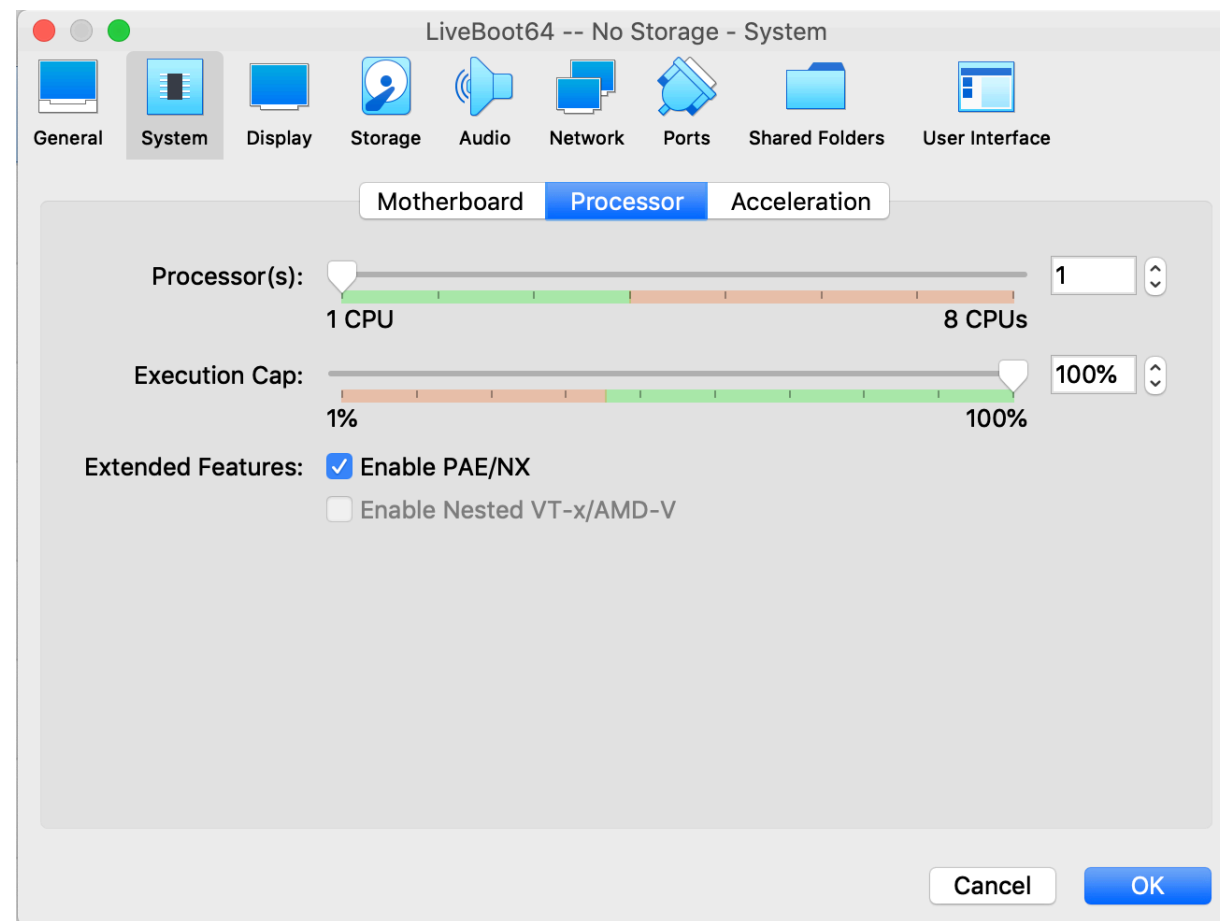 LiveBoot64 -- No Storage - System
General System Display Storage Audio Network Ports Shared Folders User Interface
Motherboard Processor Acceleration
Processor(s): 1
1 CPU 8 CPUs
Execution Cap: 100%
1% 100%
Extended Features: Enable PAE/NX
Enable Nested VT-x/AMD-V
Cancel OK